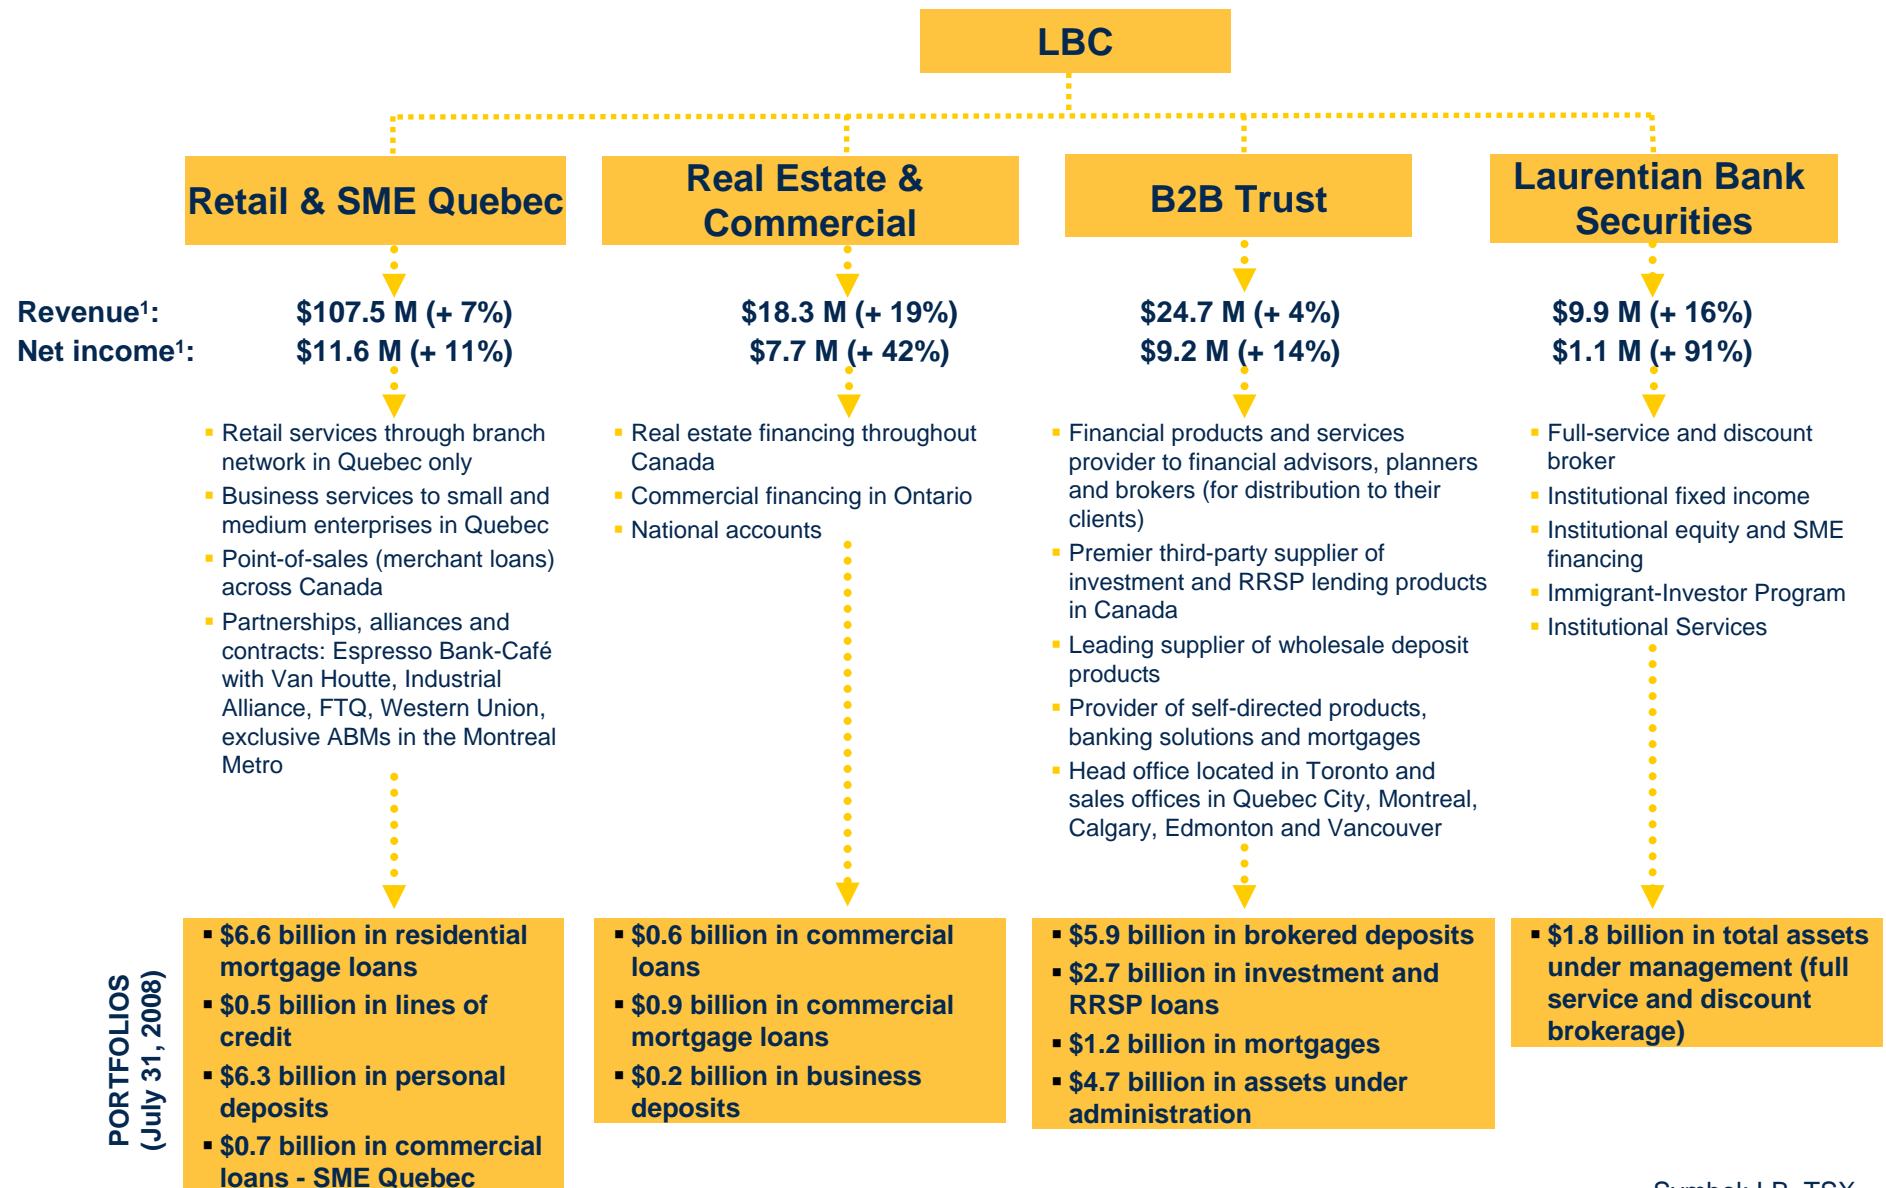 LBC
Retail & SME Quebec
Real Estate &
Commercial
B2B Trust
Laurentian Bank
Securities
Revenue¹: $107.5 M (+ 7%) $18.3 M (+ 19%) $24.7 M (+ 4%) $9.9 M (+ 16%)
Net income¹: $11.6 M (+ 11%) $7.7 M (+ 42%) $9.2 M (+ 14%) $1.1 M (+ 91%)
▪ Retail services through branch
network in Quebec only
▪ Business services to small and
medium enterprises in Quebec
▪ Point-of-sales (merchant loans)
across Canada
▪ Partnerships, alliances and
contracts: Espresso Bank-Café
with Van Houtte, Industrial
Alliance, FTQ, Western Union,
exclusive ABMs in the Montreal
Metro
▪ Real estate financing throughout
Canada
▪ Commercial financing in Ontario
▪ National accounts
▪ Financial products and services
provider to financial advisors, planners
and brokers (for distribution to their
clients)
▪ Premier third-party supplier of
investment and RRSP lending products
in Canada
▪ Leading supplier of wholesale deposit
products
▪ Provider of self-directed products,
banking solutions and mortgages
▪ Head office located in Toronto and
sales offices in Quebec City, Montreal,
Calgary, Edmonton and Vancouver
▪ Full-service and discount
broker
▪ Institutional fixed income
▪ Institutional equity and SME
financing
▪ Immigrant-Investor Program
▪ Institutional Services
PORTFOLIOS
(July 31, 2008)
▪ $6.6 billion in residential
mortgage loans
▪ $0.5 billion in lines of
credit
▪ $6.3 billion in personal
deposits
▪ $0.7 billion in commercial
loans - SME Quebec
▪ $0.6 billion in commercial
loans
▪ $0.9 billion in commercial
mortgage loans
▪ $0.2 billion in business
deposits
▪ $5.9 billion in brokered deposits
▪ $2.7 billion in investment and
RRSP loans
▪ $1.2 billion in mortgages
▪ $4.7 billion in assets under
administration
▪ $1.8 billion in total assets
under management (full
service and discount
brokerage)